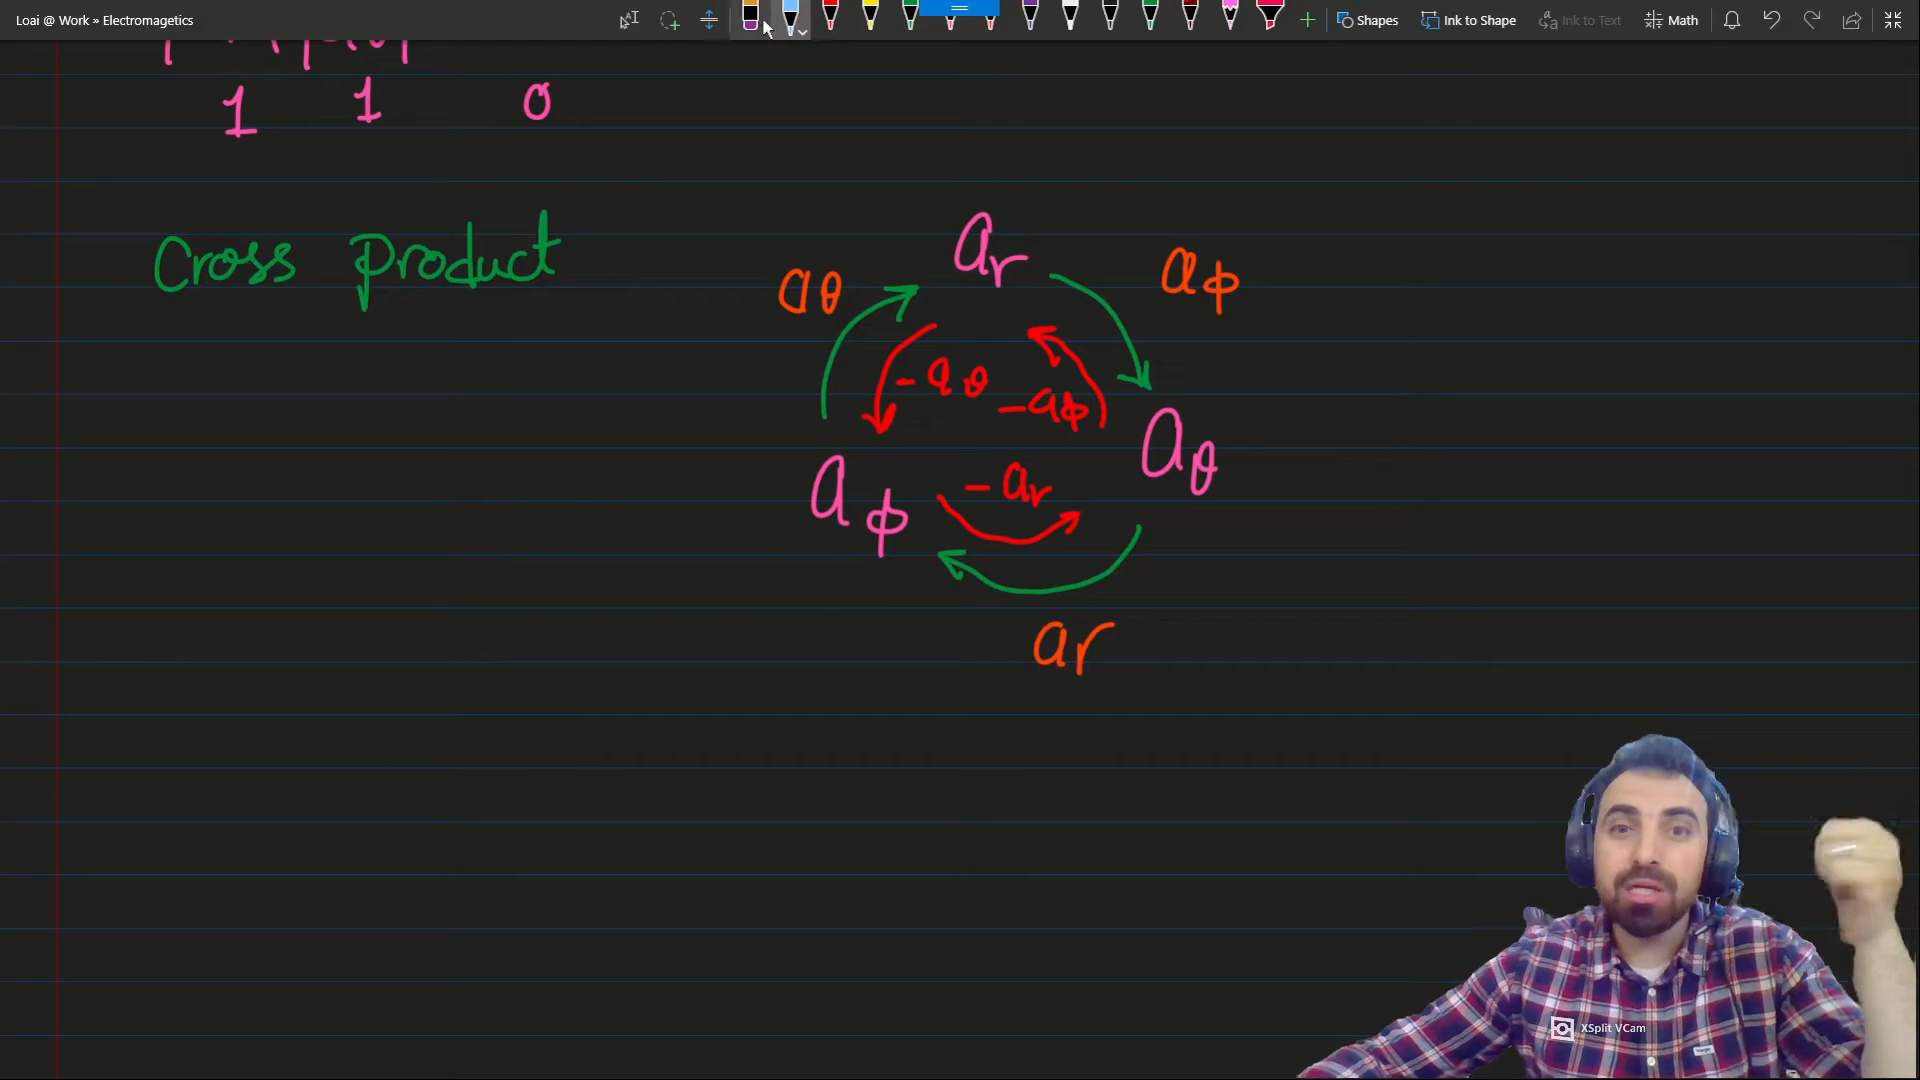 Loai @ Work » Electromagetics
Shapes Ink to Shape Ink to Text Math
1 1 0
Cross Product
ar
aθ aϕ
-aθ -aϕ
aθ
aϕ -ar
ar
XSplit VCam